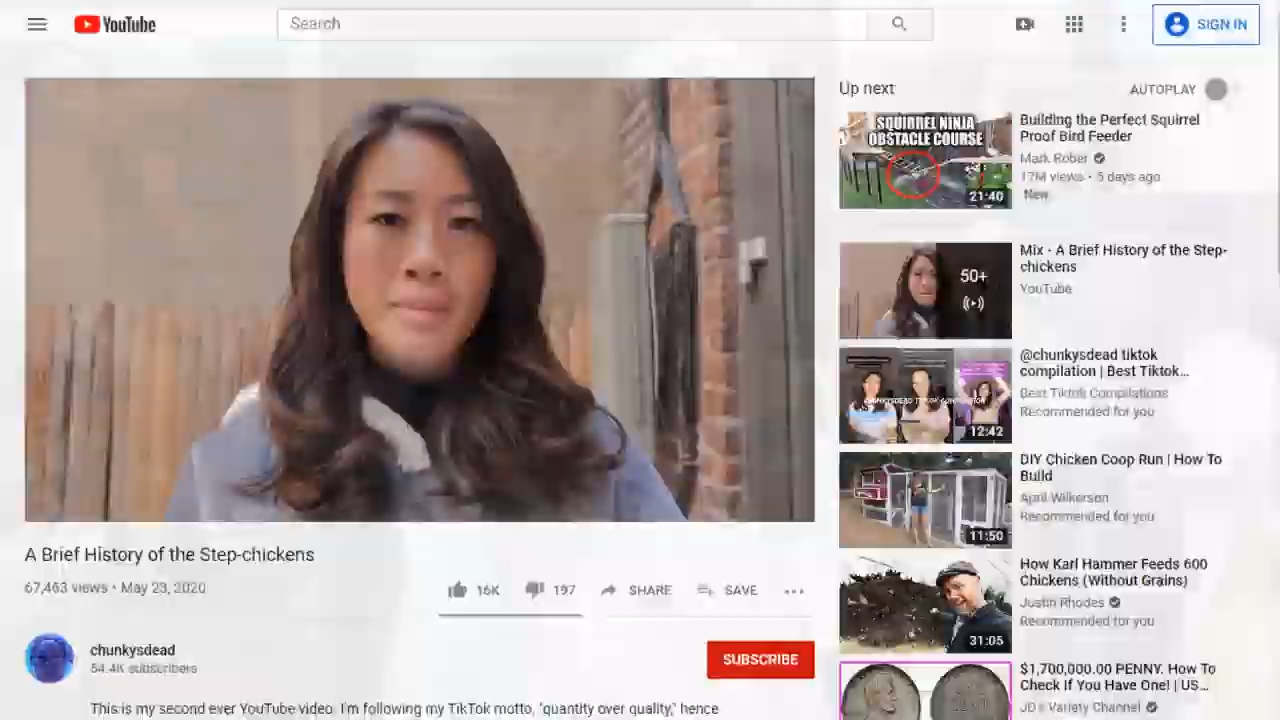 YouTube
Search
SIGN IN
Up next
AUTOPLAY
SQUIRREL NINJA
OBSTACLE COURSE
21:40
Building the Perfect Squirrel
Proof Bird Feeder
Mark Rober
17M views • 5 days ago
New
50+
Mix - A Brief History of the Step-
chickens
YouTube
12:42
@chunkysdead tiktok
compilation | Best Tiktok...
Best Tiktok Compilations
Recommended for you
11:50
DIY Chicken Coop Run | How To
Build
April Wilkerson
Recommended for you
31:05
How Karl Hammer Feeds 600
Chickens (Without Grains)
Justin Rhodes
Recommended for you
$1,700,000.00 PENNY. How To
Check If You Have One! | US...
JD's Variety Channel
A Brief History of the Step-chickens
67,463 views • May 23, 2020
16K
197
SHARE
SAVE
chunkysdead
54.4K subscribers
SUBSCRIBE
This is my second ever YouTube video. I'm following my TikTok motto, "quantity over quality," hence